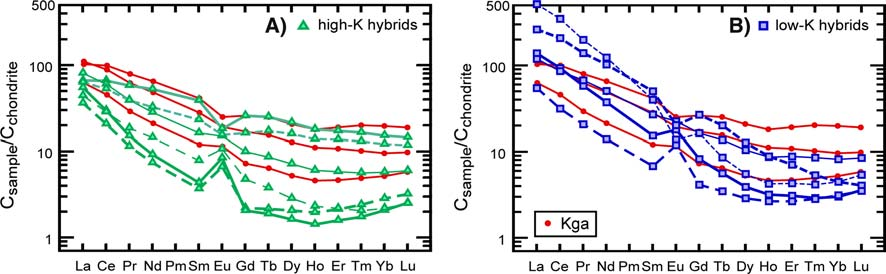 500
A) high-K hybrids
100
10
1
Csample/Cchondrite
La Ce Pr Nd Pm Sm Eu Gd Tb Dy Ho Er Tm Yb Lu
500
B) low-K hybrids
100
10
1
Csample/Cchondrite
Kga
La Ce Pr Nd Pm Sm Eu Gd Tb Dy Ho Er Tm Yb Lu